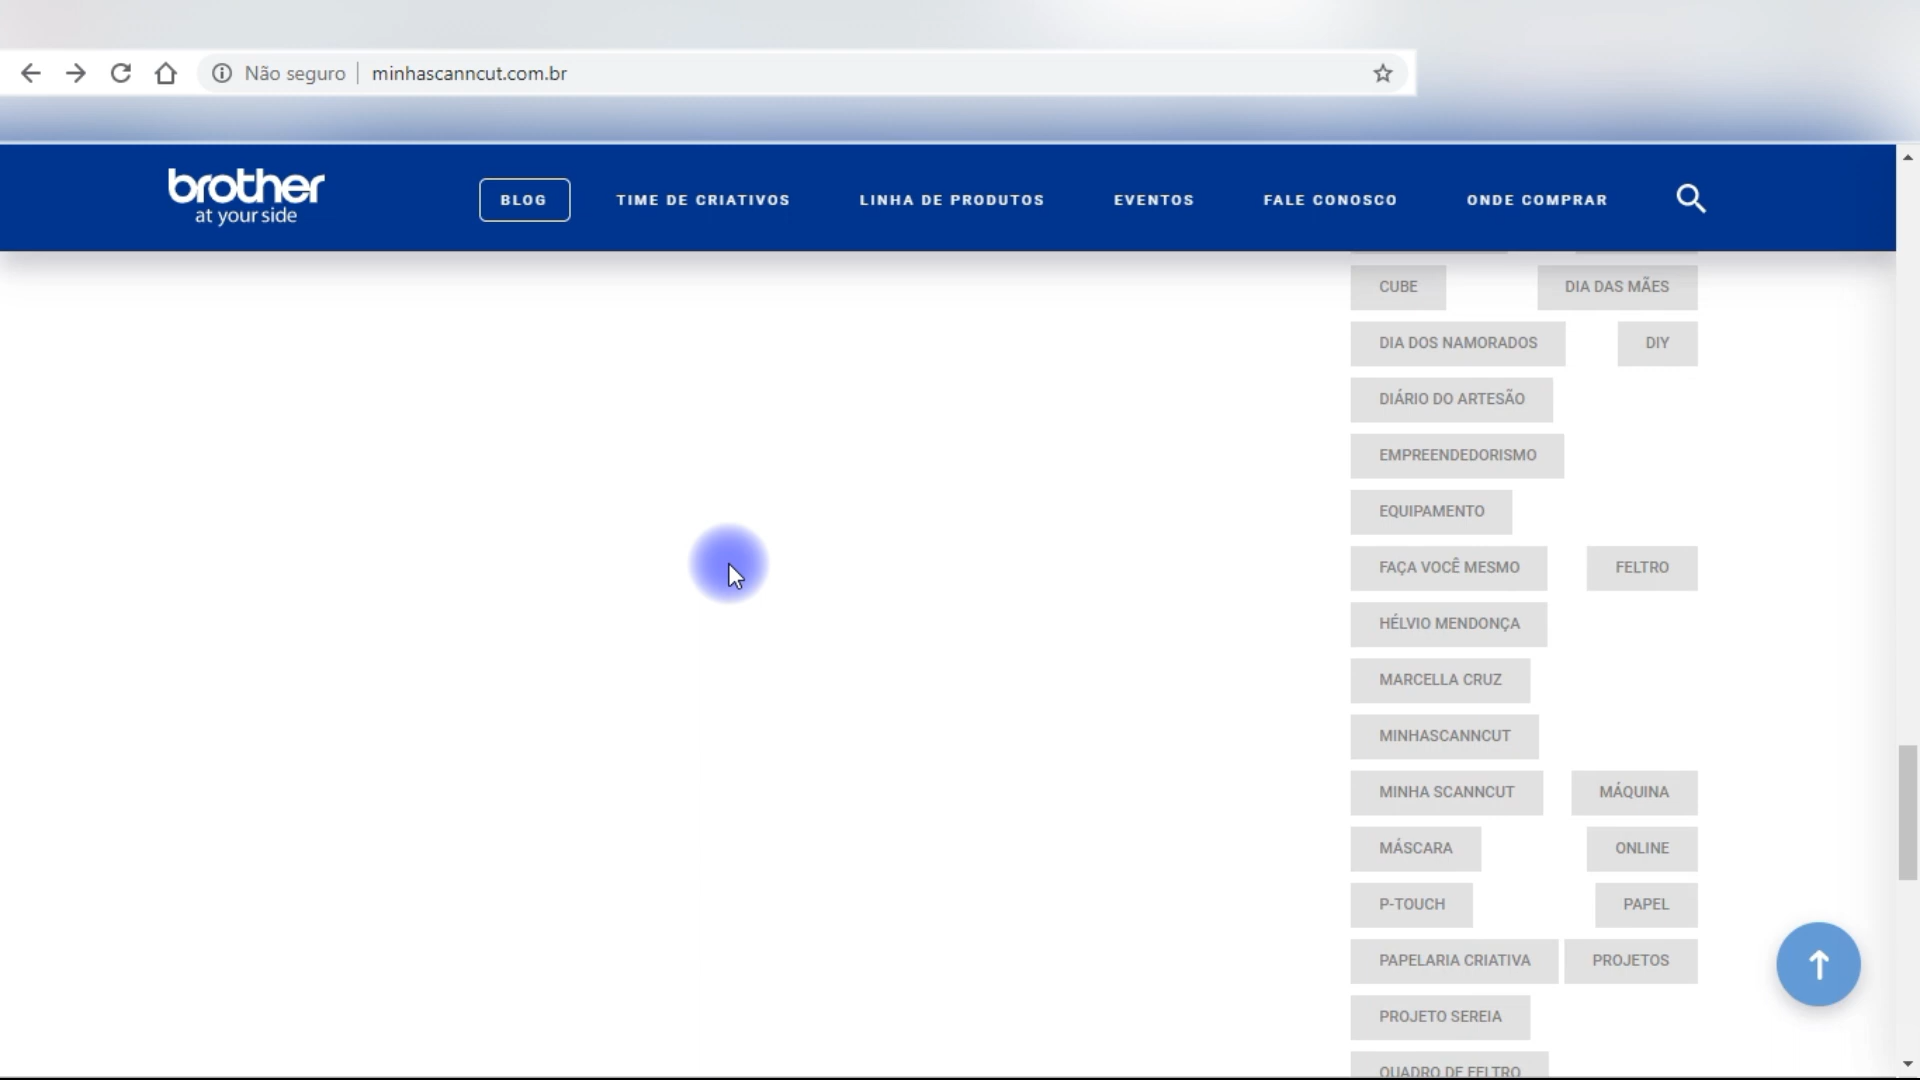 Não seguro | minhascanncut.com.br
brother
at your side
BLOG TIME DE CRIATIVOS LINHA DE PRODUTOS EVENTOS FALE CONOSCO ONDE COMPRAR
CUBE DIA DAS MÃES
DIA DOS NAMORADOS DIY
DIÁRIO DO ARTESÃO
EMPREENDEDORISMO
EQUIPAMENTO
FAÇA VOCÊ MESMO FELTRO
HÉLVIO MENDONÇA
MARCELLA CRUZ
MINHASCANNCUT
MINHA SCANNCUT MÁQUINA
MÁSCARA ONLINE
P-TOUCH PAPEL
PAPELARIA CRIATIVA PROJETOS
PROJETO SEREIA
QUADRO DE FELTRO